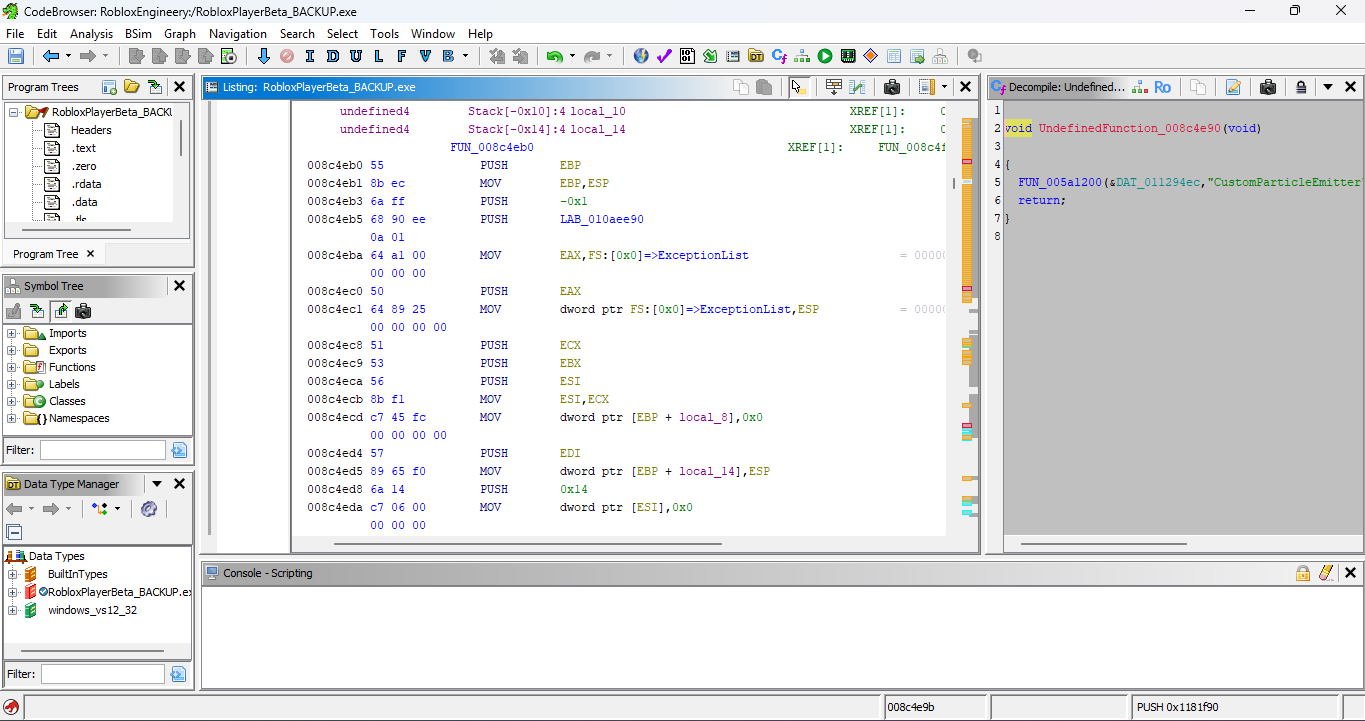 CodeBrowser: RobloxEngineery:/RobloxPlayerBeta_BACKUP.exe
File Edit Analysis BSim Graph Navigation Search Select Tools Window Help
I D U L F V B
Program Trees
RobloxPlayerBeta_BACKU
Headers
.text
.zero
.rdata
.data
.tls
Program Tree
Symbol Tree
Imports
Exports
Functions
Labels
Classes
Namespaces
Filter:
Data Type Manager
Data Types
BuiltInTypes
RobloxPlayerBeta_BACKUP.ex
windows_vs12_32
Filter:
Listing: RobloxPlayerBeta_BACKUP.exe
undefined4 Stack[-0x10]:4 local_10 XREF[1]: 0
undefined4 Stack[-0x14]:4 local_14 XREF[1]: 0
FUN_008c4eb0 XREF[1]: FUN_008c4f
008c4eb0 55 PUSH EBP
008c4eb1 8b ec MOV EBP,ESP
008c4eb3 6a ff PUSH -0x1
008c4eb5 68 90 ee PUSH LAB_010aee90
0a 01
008c4eba 64 a1 00 MOV EAX,FS:[0x0]=>ExceptionList = 00000
00 00 00
008c4ec0 50 PUSH EAX
008c4ec1 64 89 25 MOV dword ptr FS:[0x0]=>ExceptionList,ESP = 00000
00 00 00 00
008c4ec8 51 PUSH ECX
008c4ec9 53 PUSH EBX
008c4eca 56 PUSH ESI
008c4ecb 8b f1 MOV ESI,ECX
008c4ecd c7 45 fc MOV dword ptr [EBP + local_8],0x0
00 00 00 00
008c4ed4 57 PUSH EDI
008c4ed5 89 65 f0 MOV dword ptr [EBP + local_14],ESP
008c4ed8 6a 14 PUSH 0x14
008c4eda c7 06 00 MOV dword ptr [ESI],0x0
00 00 00
Decompile: Undefined... Ro
1
2 void UndefinedFunction_008c4e90(void)
3
4 {
5 FUN_005a1200(&DAT_011294ec,"CustomParticleEmitter
6 return;
7 }
8
Console - Scripting
008c4e9b
PUSH 0x1181f90